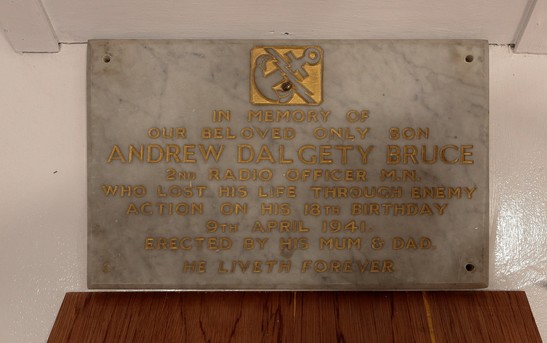 IN MEMORY OF
OUR BELOVED ONLY SON
ANDREW DALGETY BRUCE
2ND RADIO OFFICER M.N.
WHO LOST HIS LIFE THROUGH ENEMY
ACTION ON HIS 18TH BIRTHDAY
9TH APRIL 1941.
ERECTED BY HIS MUM & DAD.
HE LIVETH FOREVER